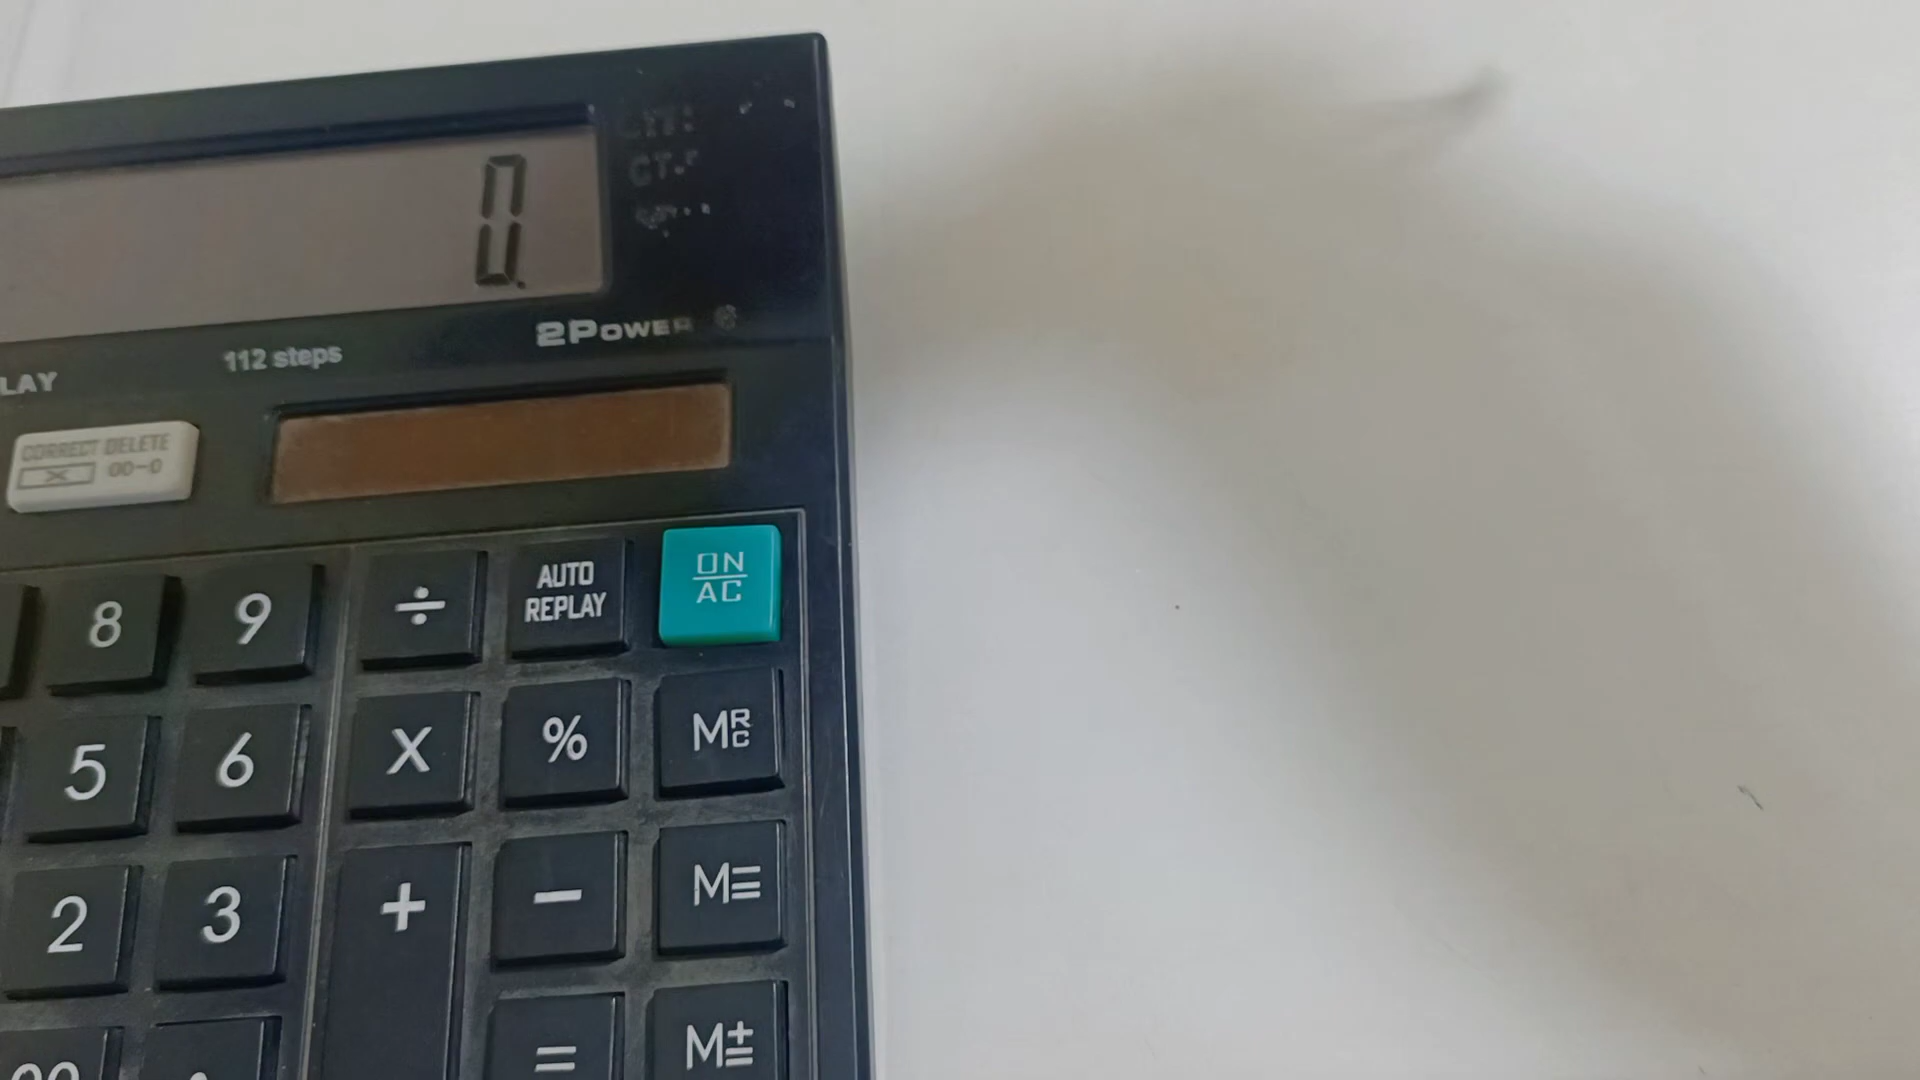 0.
2POWER
112 steps
LAY
CORRECT DELETE
00-0
8 9 ÷ AUTO REPLAY ON AC
5 6 X % MRC
2 3 + − M=
00 . = M±